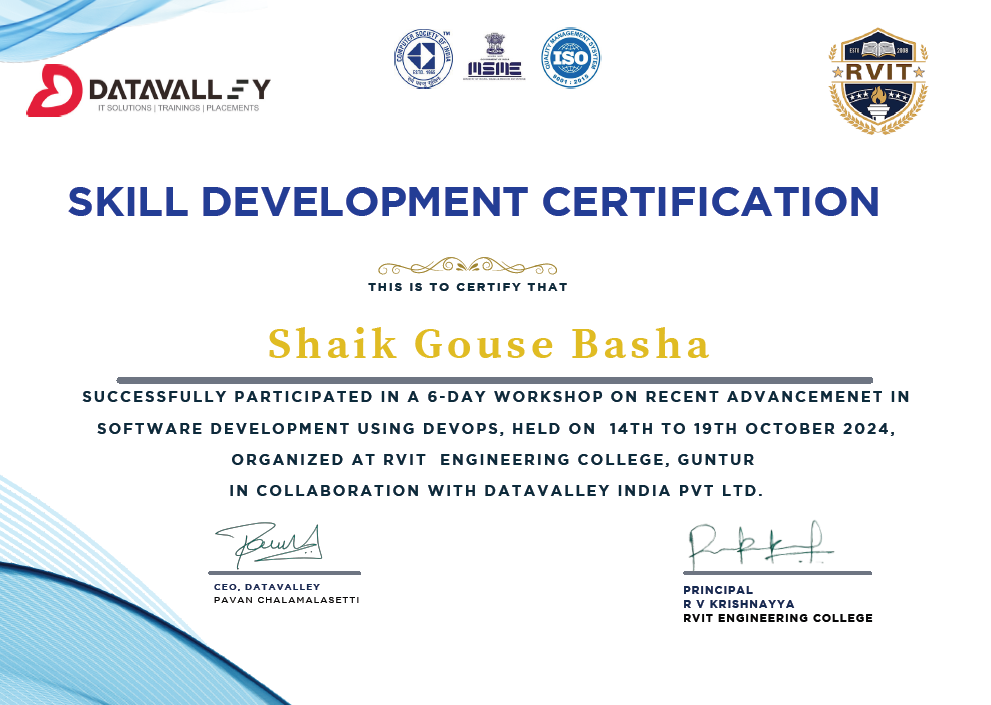 DATAVALLEY
IT SOLUTIONS | TRAININGS | PLACEMENTS
COMPUTER SOCIETY OF INDIA
TM
ESTD. 1965
MSME
QUALITY MANAGEMENT SYSYTEM
ISO
9001 : 2015
ESTV 2008
RVIT
SKILL DEVELOPMENT CERTIFICATION
THIS IS TO CERTIFY THAT
Shaik Gouse Basha
SUCCESSFULLY PARTICIPATED IN A 6-DAY WORKSHOP ON RECENT ADVANCEMENET IN
SOFTWARE DEVELOPMENT USING DEVOPS, HELD ON 14TH TO 19TH OCTOBER 2024,
ORGANIZED AT RVIT ENGINEERING COLLEGE, GUNTUR
IN COLLABORATION WITH DATAVALLEY INDIA PVT LTD.
CEO, DATAVALLEY
PAVAN CHALAMALASETTI
PRINCIPAL
R V KRISHNAYYA
RVIT ENGINEERING COLLEGE